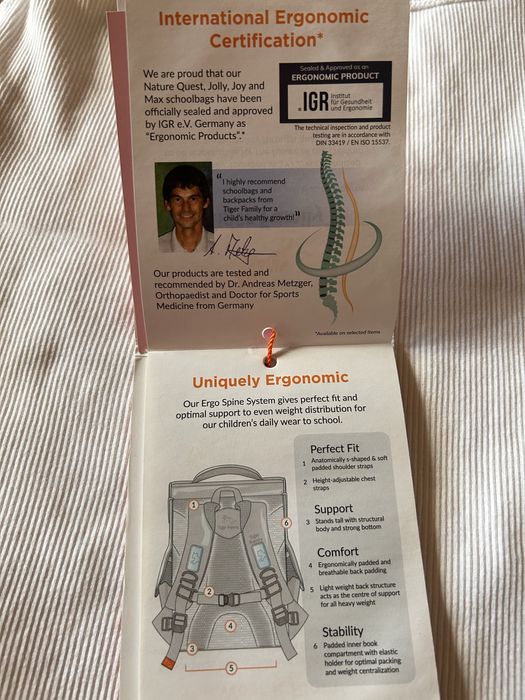 International Ergonomic
Certification*
We are proud that our
Nature Quest, Jolly, Joy and
Max schoolbags have been
officially sealed and approved
by IGR e.V. Germany as
"Ergonomic Products".*
Sealed & Approved as an
ERGONOMIC PRODUCT
IGR Institut
für Gesundheit
und Ergonomie
The technical inspection and product
testing are in accordance with
DIN 33419 / EN ISO 15537.
"I highly recommend
schoolbags and
backpacks from
Tiger Family for a
child's healthy growth!"
Our products are tested and
recommended by Dr. Andreas Metzger,
Orthopaedist and Doctor for Sports
Medicine from Germany
*Available on selected items
Uniquely Ergonomic
Our Ergo Spine System gives perfect fit and
optimal support to even weight distribution for
our children's daily wear to school.
Perfect Fit
1 Anatomically s-shaped & soft
padded shoulder straps
2 Height-adjustable chest
straps
Support
3 Stands tall with structural
body and strong bottom
Comfort
4 Ergonomically padded and
breathable back padding
5 Light weight back structure
acts as the centre of support
for all heavy weight
Stability
6 Padded inner book
compartment with elastic
holder for optimal packing
and weight centralization
1
Tiger Family
6
2
4
3
5